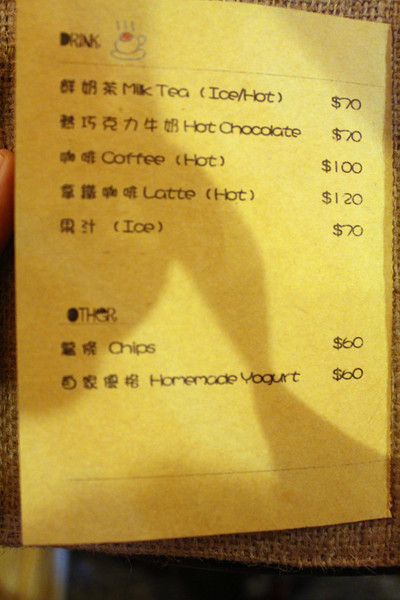 DRINK
鮮奶茶 Milk Tea (Ice/Hot) $70
熱巧克力牛奶 Hot Chocolate $70
咖啡 Coffee (Hot) $100
拿鐵咖啡 Latte (Hot) $120
果汁 (Ice) $70
OTHER
薯條 Chips $60
自家優格 Homemade Yogurt $60